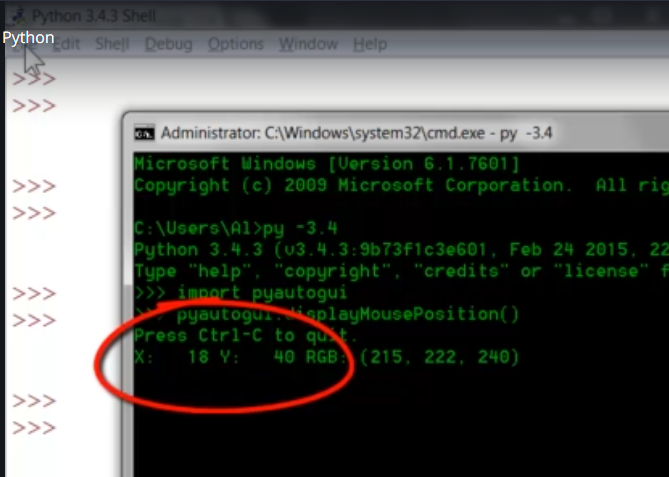 Python 3.4.3 Shell
Python
Edit Shell Debug Options Window Help
>>>
>>>
>>>
>>>
>>>
>>>
>>>
>>>
Administrator: C:\Windows\system32\cmd.exe - py -3.4
Microsoft Windows [Version 6.1.7601]
Copyright (c) 2009 Microsoft Corporation. All rig
C:\Users\Al>py -3.4
Python 3.4.3 (v3.4.3:9b73f1c3e601, Feb 24 2015, 22
Type "help", "copyright", "credits" or "license" f
>>> import pyautogui
>>> pyautogui.displayMousePosition()
Press Ctrl-C to quit.
X: 18 Y: 40 RGB: (215, 222, 240)